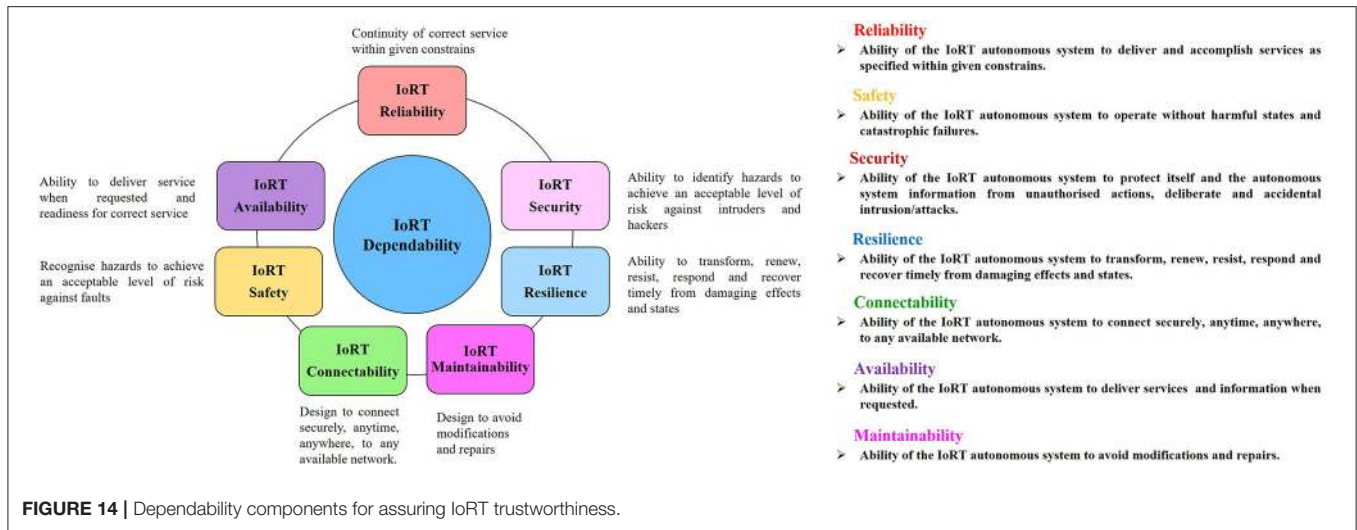 Continuity of correct service
within given constrains
IoRT
Reliability
Ability to deliver service
when requested and
readiness for correct service
IoRT
Availability
IoRT
Dependability
IoRT
Security
Ability to identify hazards to
achieve an acceptable level of
risk against intruders and
hackers
Recognise hazards to achieve
an acceptable level of risk
against faults
IoRT
Safety
IoRT
Resilience
Ability to transform, renew,
resist, respond and recover
timely from damaging effects
and states
IoRT
Connectability
IoRT
Maintainability
Design to connect
securely, anytime,
anywhere, to any
available network.
Design to avoid
modifications
and repairs
Reliability
➢ Ability of the IoRT autonomous system to deliver and accomplish services as
specified within given constrains.
Safety
➢ Ability of the IoRT autonomous system to operate without harmful states and
catastrophic failures.
Security
➢ Ability of the IoRT autonomous system to protect itself and the autonomous
system information from unauthorised actions, deliberate and accidental
intrusion/attacks.
Resilience
➢ Ability of the IoRT autonomous system to transform, renew, resist, respond and
recover timely from damaging effects and states.
Connectability
➢ Ability of the IoRT autonomous system to connect securely, anytime, anywhere,
to any available network.
Availability
➢ Ability of the IoRT autonomous system to deliver services and information when
requested.
Maintainability
➢ Ability of the IoRT autonomous system to avoid modifications and repairs.
FIGURE 14 | Dependability components for assuring IoRT trustworthiness.